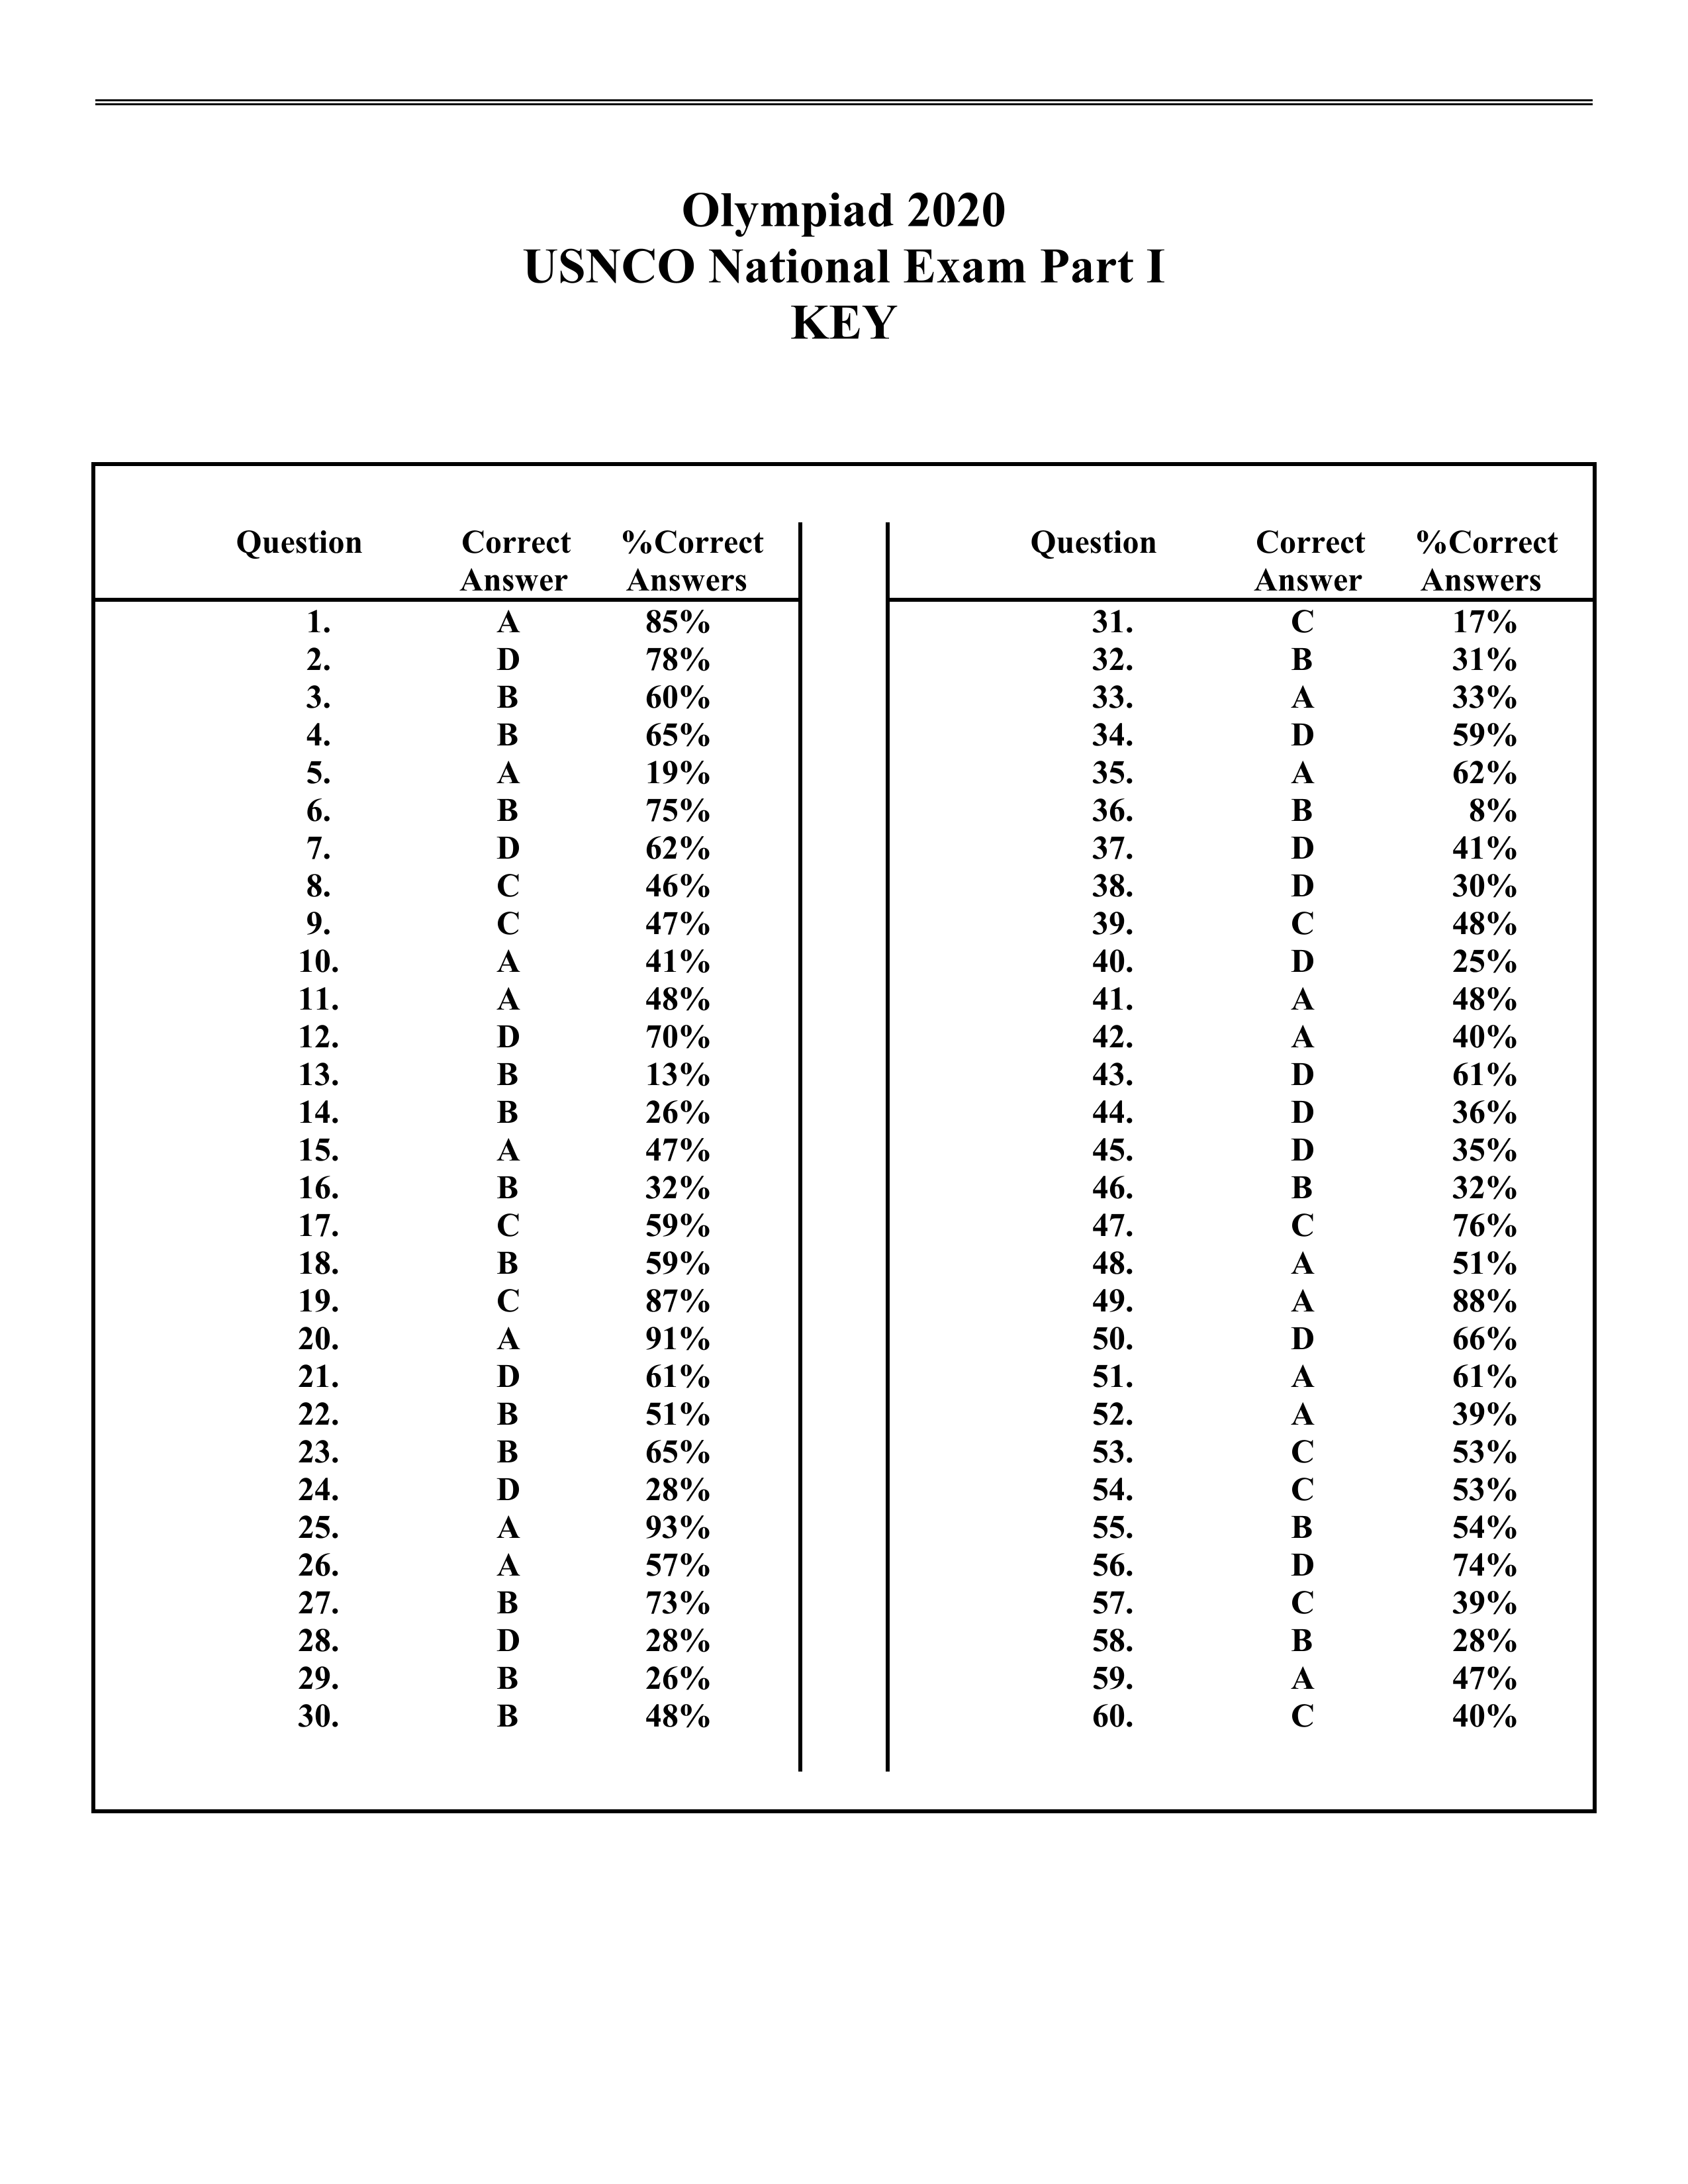 Olympiad 2020
USNCO National Exam Part I
KEY
Question Correct Answer %Correct Answers
1. A 85%
2. D 78%
3. B 60%
4. B 65%
5. A 19%
6. B 75%
7. D 62%
8. C 46%
9. C 47%
10. A 41%
11. A 48%
12. D 70%
13. B 13%
14. B 26%
15. A 47%
16. B 32%
17. C 59%
18. B 59%
19. C 87%
20. A 91%
21. D 61%
22. B 51%
23. B 65%
24. D 28%
25. A 93%
26. A 57%
27. B 73%
28. D 28%
29. B 26%
30. B 48%
Question Correct Answer %Correct Answers
31. C 17%
32. B 31%
33. A 33%
34. D 59%
35. A 62%
36. B 8%
37. D 41%
38. D 30%
39. C 48%
40. D 25%
41. A 48%
42. A 40%
43. D 61%
44. D 36%
45. D 35%
46. B 32%
47. C 76%
48. A 51%
49. A 88%
50. D 66%
51. A 61%
52. A 39%
53. C 53%
54. C 53%
55. B 54%
56. D 74%
57. C 39%
58. B 28%
59. A 47%
60. C 40%